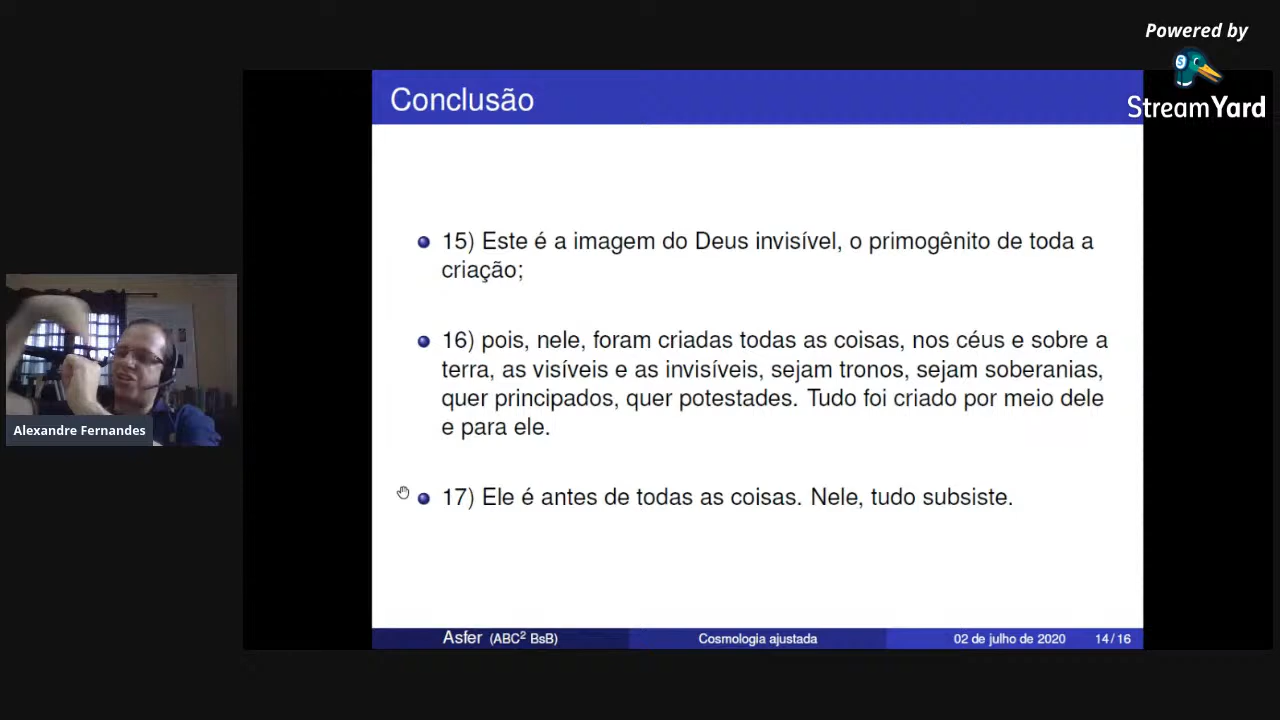 Powered by
StreamYard
Conclusão
15) Este é a imagem do Deus invisível, o primogênito de toda a
criação;
16) pois, nele, foram criadas todas as coisas, nos céus e sobre a
terra, as visíveis e as invisíveis, sejam tronos, sejam soberanias,
quer principados, quer potestades. Tudo foi criado por meio dele
e para ele.
17) Ele é antes de todas as coisas. Nele, tudo subsiste.
Alexandre Fernandes
Asfer (ABC² BsB) Cosmologia ajustada 02 de julho de 2020 14/16